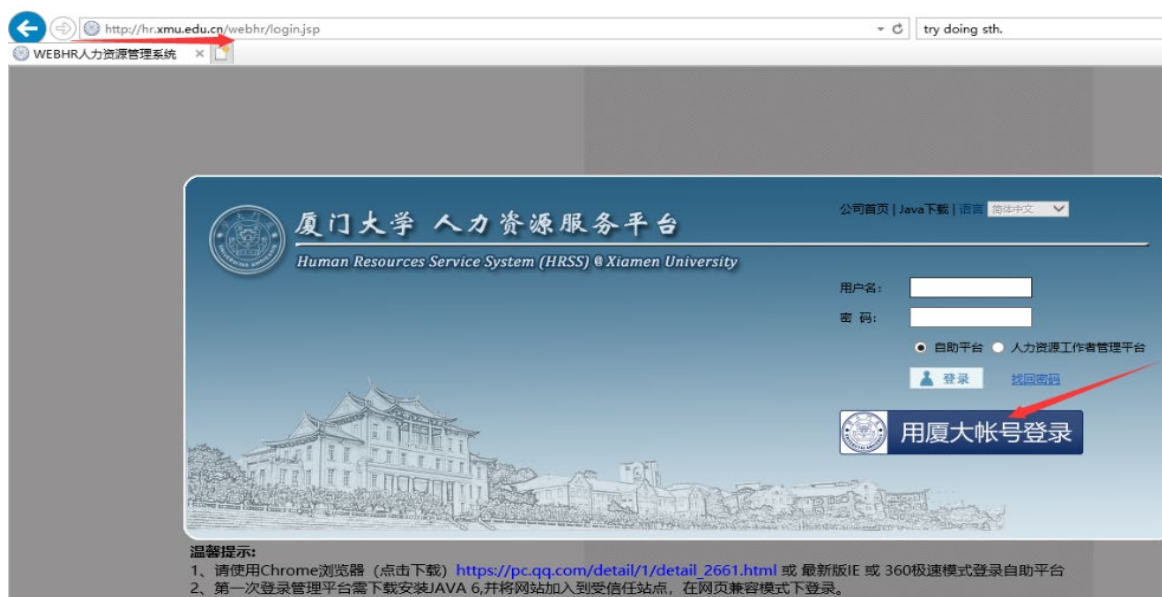 http://hr.xmu.edu.cn/webhr/login.jsp
try doing sth.
WEBHR人力资源管理系统
厦门大学 人力资源服务平台
Human Resources Service System (HRSS) @ Xiamen University
公司首页 | Java下载 | 语言 简体中文
用户名:
密 码:
自助平台 人力资源工作者管理平台
登录 找回密码
用厦大帐号登录
温馨提示:
1、请使用Chrome浏览器（点击下载）https://pc.qq.com/detail/1/detail_2661.html 或 最新版IE 或 360极速模式登录自助平台
2、第一次登录管理平台需下载安装JAVA 6,并将网站加入到受信任站点，在网页兼容模式下登录。